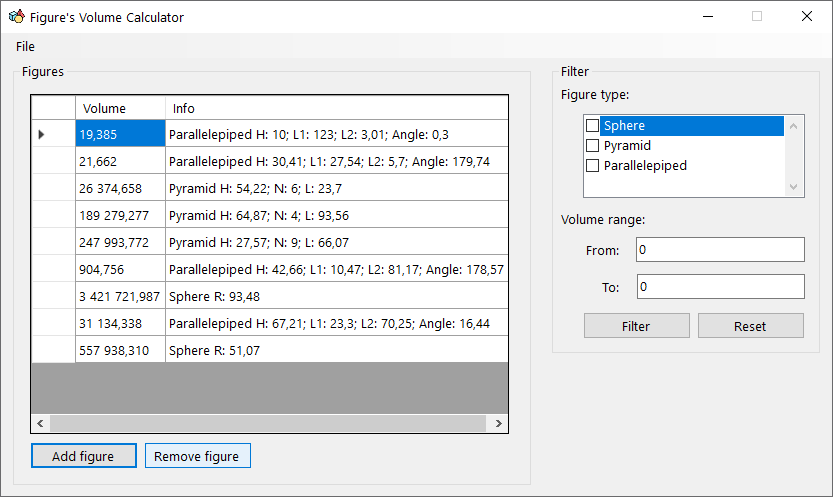 Figure's Volume Calculator
File
Figures
Volume Info
19,385 Parallelepiped H: 10; L1: 123; L2: 3,01; Angle: 0,3
21,662 Parallelepiped H: 30,41; L1: 27,54; L2: 5,7; Angle: 179,74
26 374,658 Pyramid H: 54,22; N: 6; L: 23,7
189 279,277 Pyramid H: 64,87; N: 4; L: 93,56
247 993,772 Pyramid H: 27,57; N: 9; L: 66,07
904,756 Parallelepiped H: 42,66; L1: 10,47; L2: 81,17; Angle: 178,57
3 421 721,987 Sphere R: 93,48
31 134,338 Parallelepiped H: 67,21; L1: 23,3; L2: 70,25; Angle: 16,44
557 938,310 Sphere R: 51,07
Add figure Remove figure
Filter
Figure type:
Sphere
Pyramid
Parallelepiped
Volume range:
From: 0
To: 0
Filter Reset